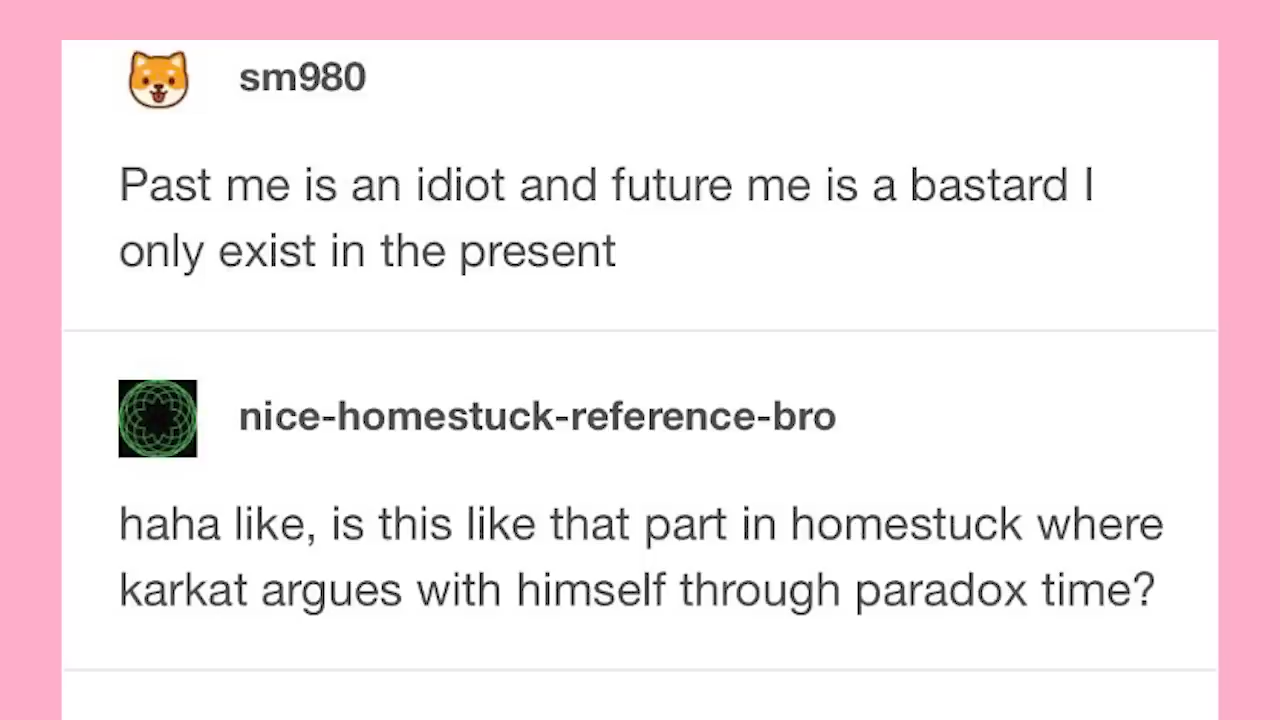 sm980
Past me is an idiot and future me is a bastard I
only exist in the present
nice-homestuck-reference-bro
haha like, is this like that part in homestuck where
karkat argues with himself through paradox time?